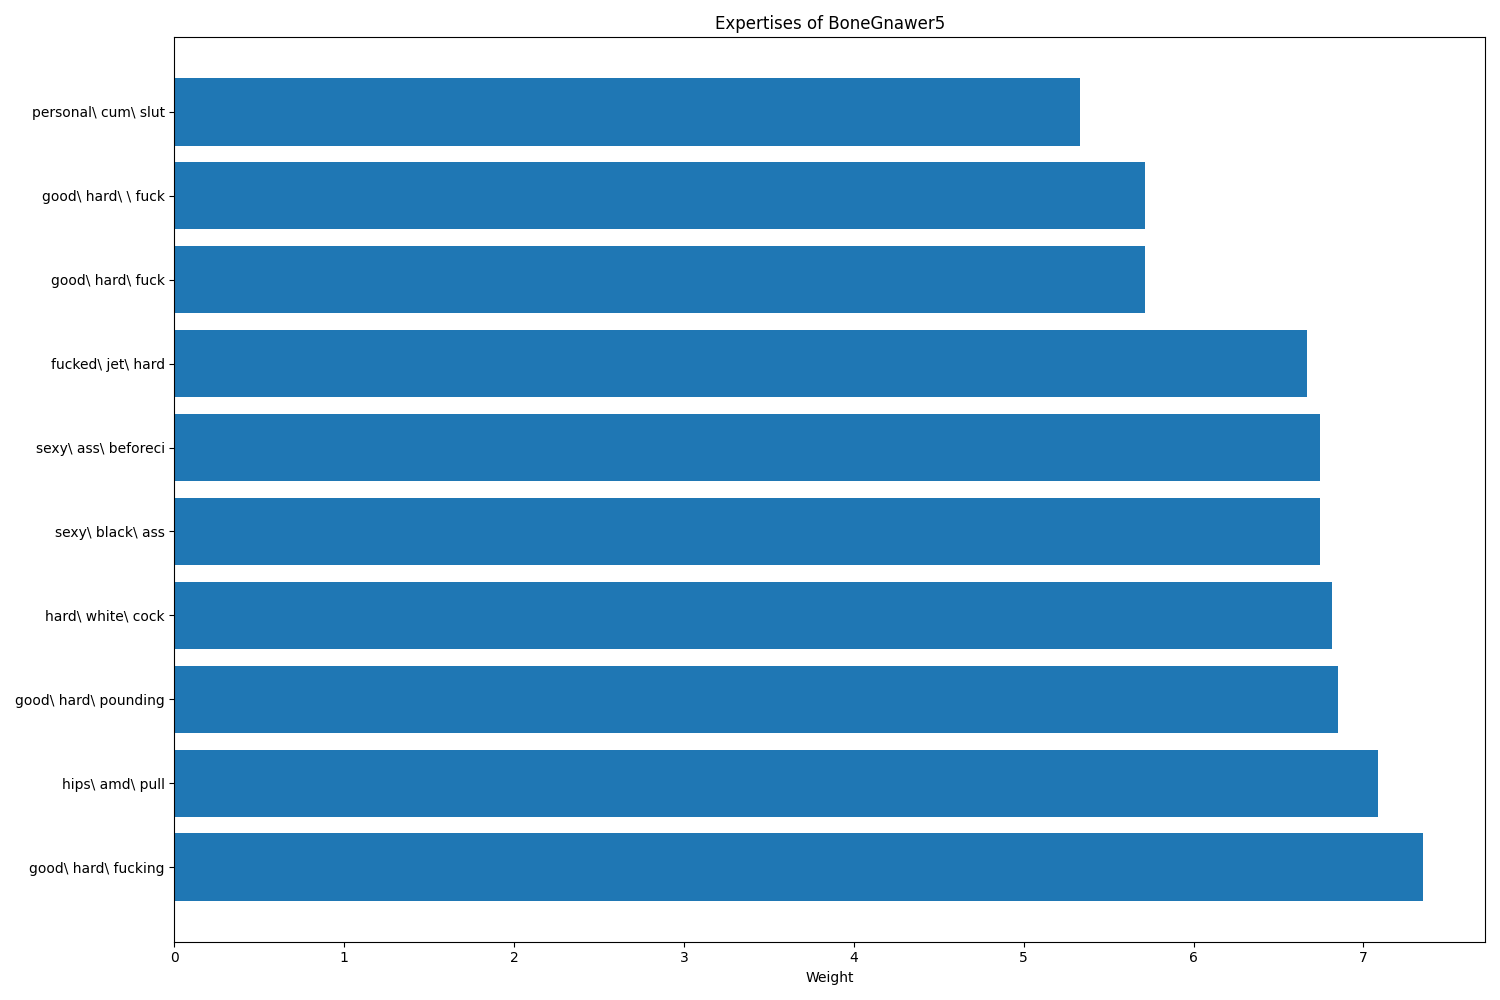 Expertises of BoneGnawer5
personal\ cum\ slut
good\ hard\ \ fuck
good\ hard\ fuck
fucked\ jet\ hard
sexy\ ass\ beforeci
sexy\ black\ ass
hard\ white\ cock
good\ hard\ pounding
hips\ amd\ pull
good\ hard\ fucking
0 1 2 3 4 5 6 7
Weight